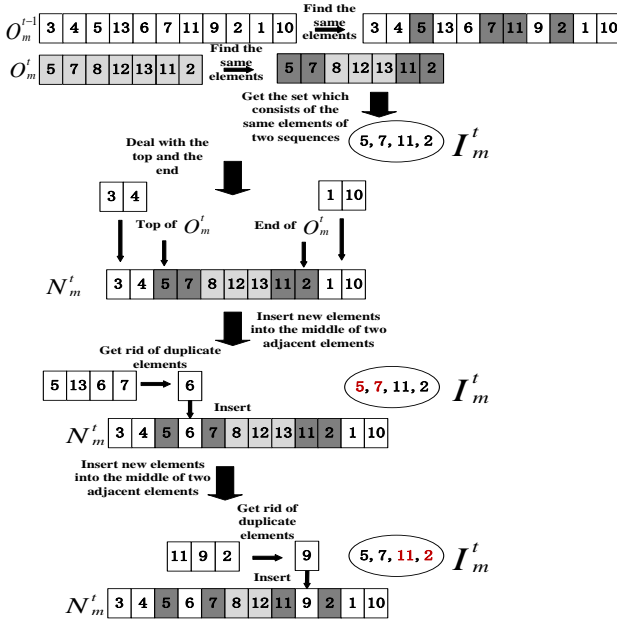 O_m^{t-1} 3 4 5 13 6 7 11 9 2 1 10
Find the
same
elements
3 4 5 13 6 7 11 9 2 1 10
O_m^t 5 7 8 12 13 11 2
Find the
same
elements
5 7 8 12 13 11 2
Get the set which
consists of the
same elements of
two sequences
5, 7, 11, 2 I_m^t
Deal with the
top and the
end
3 4
1 10
Top of O_m^t
End of O_m^t
N_m^t 3 4 5 7 8 12 13 11 2 1 10
Insert new elements
into the middle of two
adjacent elements
Get rid of duplicate
elements
5 13 6 7
6
5, 7, 11, 2 I_m^t
Insert
N_m^t 3 4 5 6 7 8 12 13 11 2 1 10
Insert new elements
into the middle of two
adjacent elements
Get rid of
duplicate
elements
11 9 2
9
5, 7, 11, 2 I_m^t
Insert
N_m^t 3 4 5 6 7 8 12 11 9 2 1 10